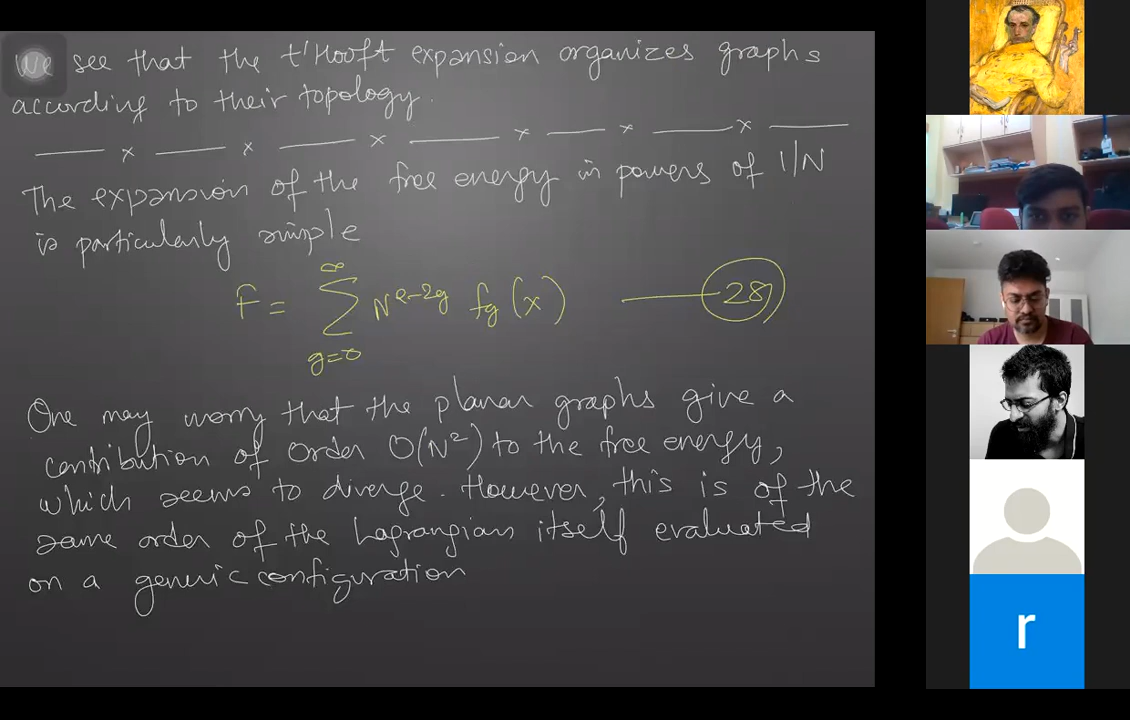 We see that the t'Hooft expansion organizes graphs
according to their topology.
The expansion of the free energy in powers of 1/N
is particularly simple
F = ∑_{g=0}^{∞} N^{2-2g} f_g (x) —— 28
One may worry that the planar graphs give a
contribution of order O(N²) to the free energy,
which seems to diverge. However, this is of the
same order of the Lagrangian itself evaluated
on a generic configuration
r